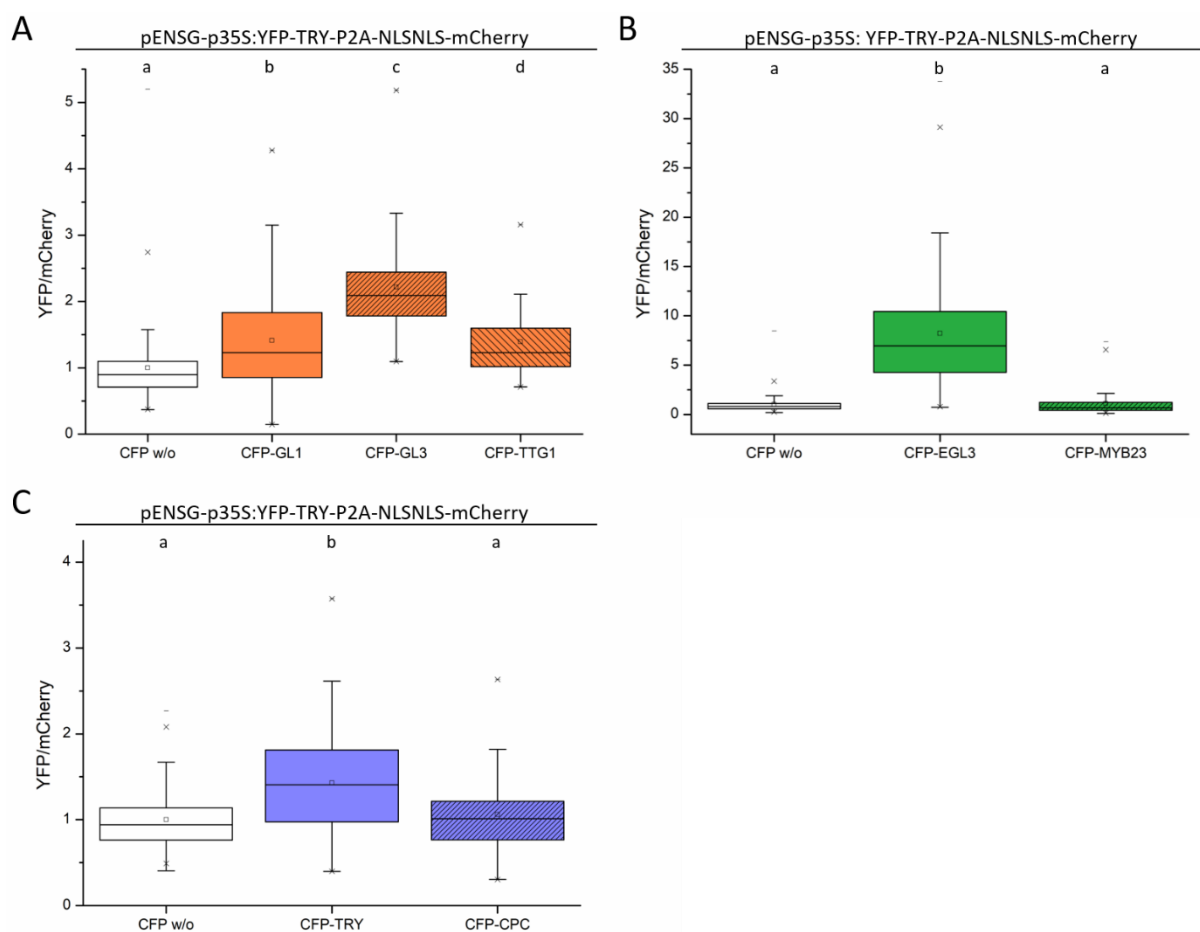 A
pENSG-p35S:YFP-TRY-P2A-NLSNLS-mCherry
a b c d
5
4
3
2
1
0
YFP/mCherry
CFP w/o CFP-GL1 CFP-GL3 CFP-TTG1
B
pENSG-p35S: YFP-TRY-P2A-NLSNLS-mCherry
a b a
35
30
25
20
15
10
5
0
YFP/mCherry
CFP w/o CFP-EGL3 CFP-MYB23
C
pENSG-p35S:YFP-TRY-P2A-NLSNLS-mCherry
a b a
4
3
2
1
0
YFP/mCherry
CFP w/o CFP-TRY CFP-CPC